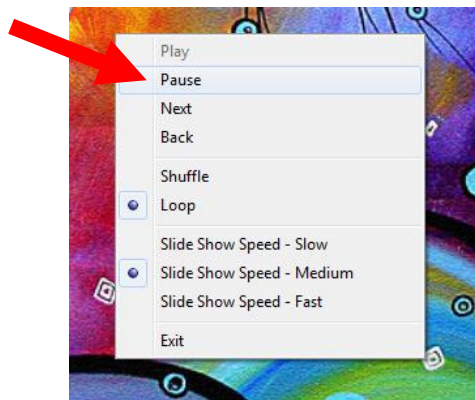 Play
Pause
Next
Back
Shuffle
Loop
Slide Show Speed - Slow
Slide Show Speed - Medium
Slide Show Speed - Fast
Exit